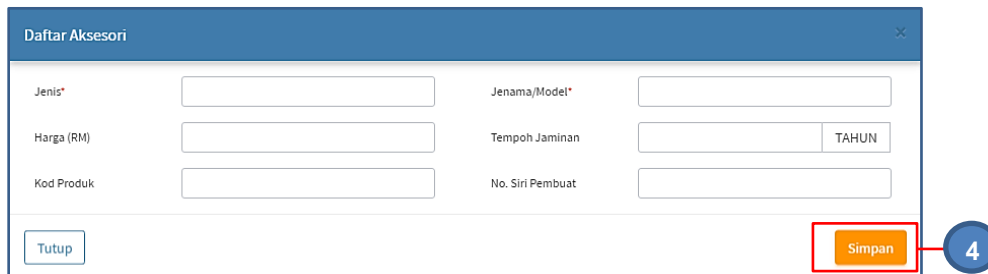 Daftar Aksesori ×
Jenis* Jenama/Model*
Harga (RM) Tempoh Jaminan TAHUN
Kod Produk No. Siri Pembuat
Tutup Simpan 4